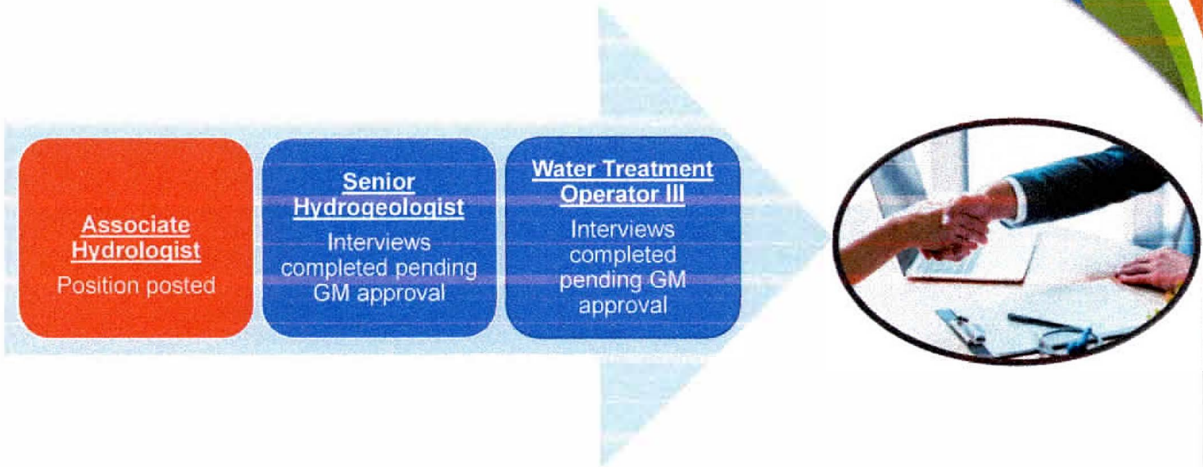 Associate
Hydrologist
Position posted
Senior
Hydrogeologist
Interviews
completed pending
GM approval
Water Treatment
Operator III
Interviews
completed
pending GM
approval